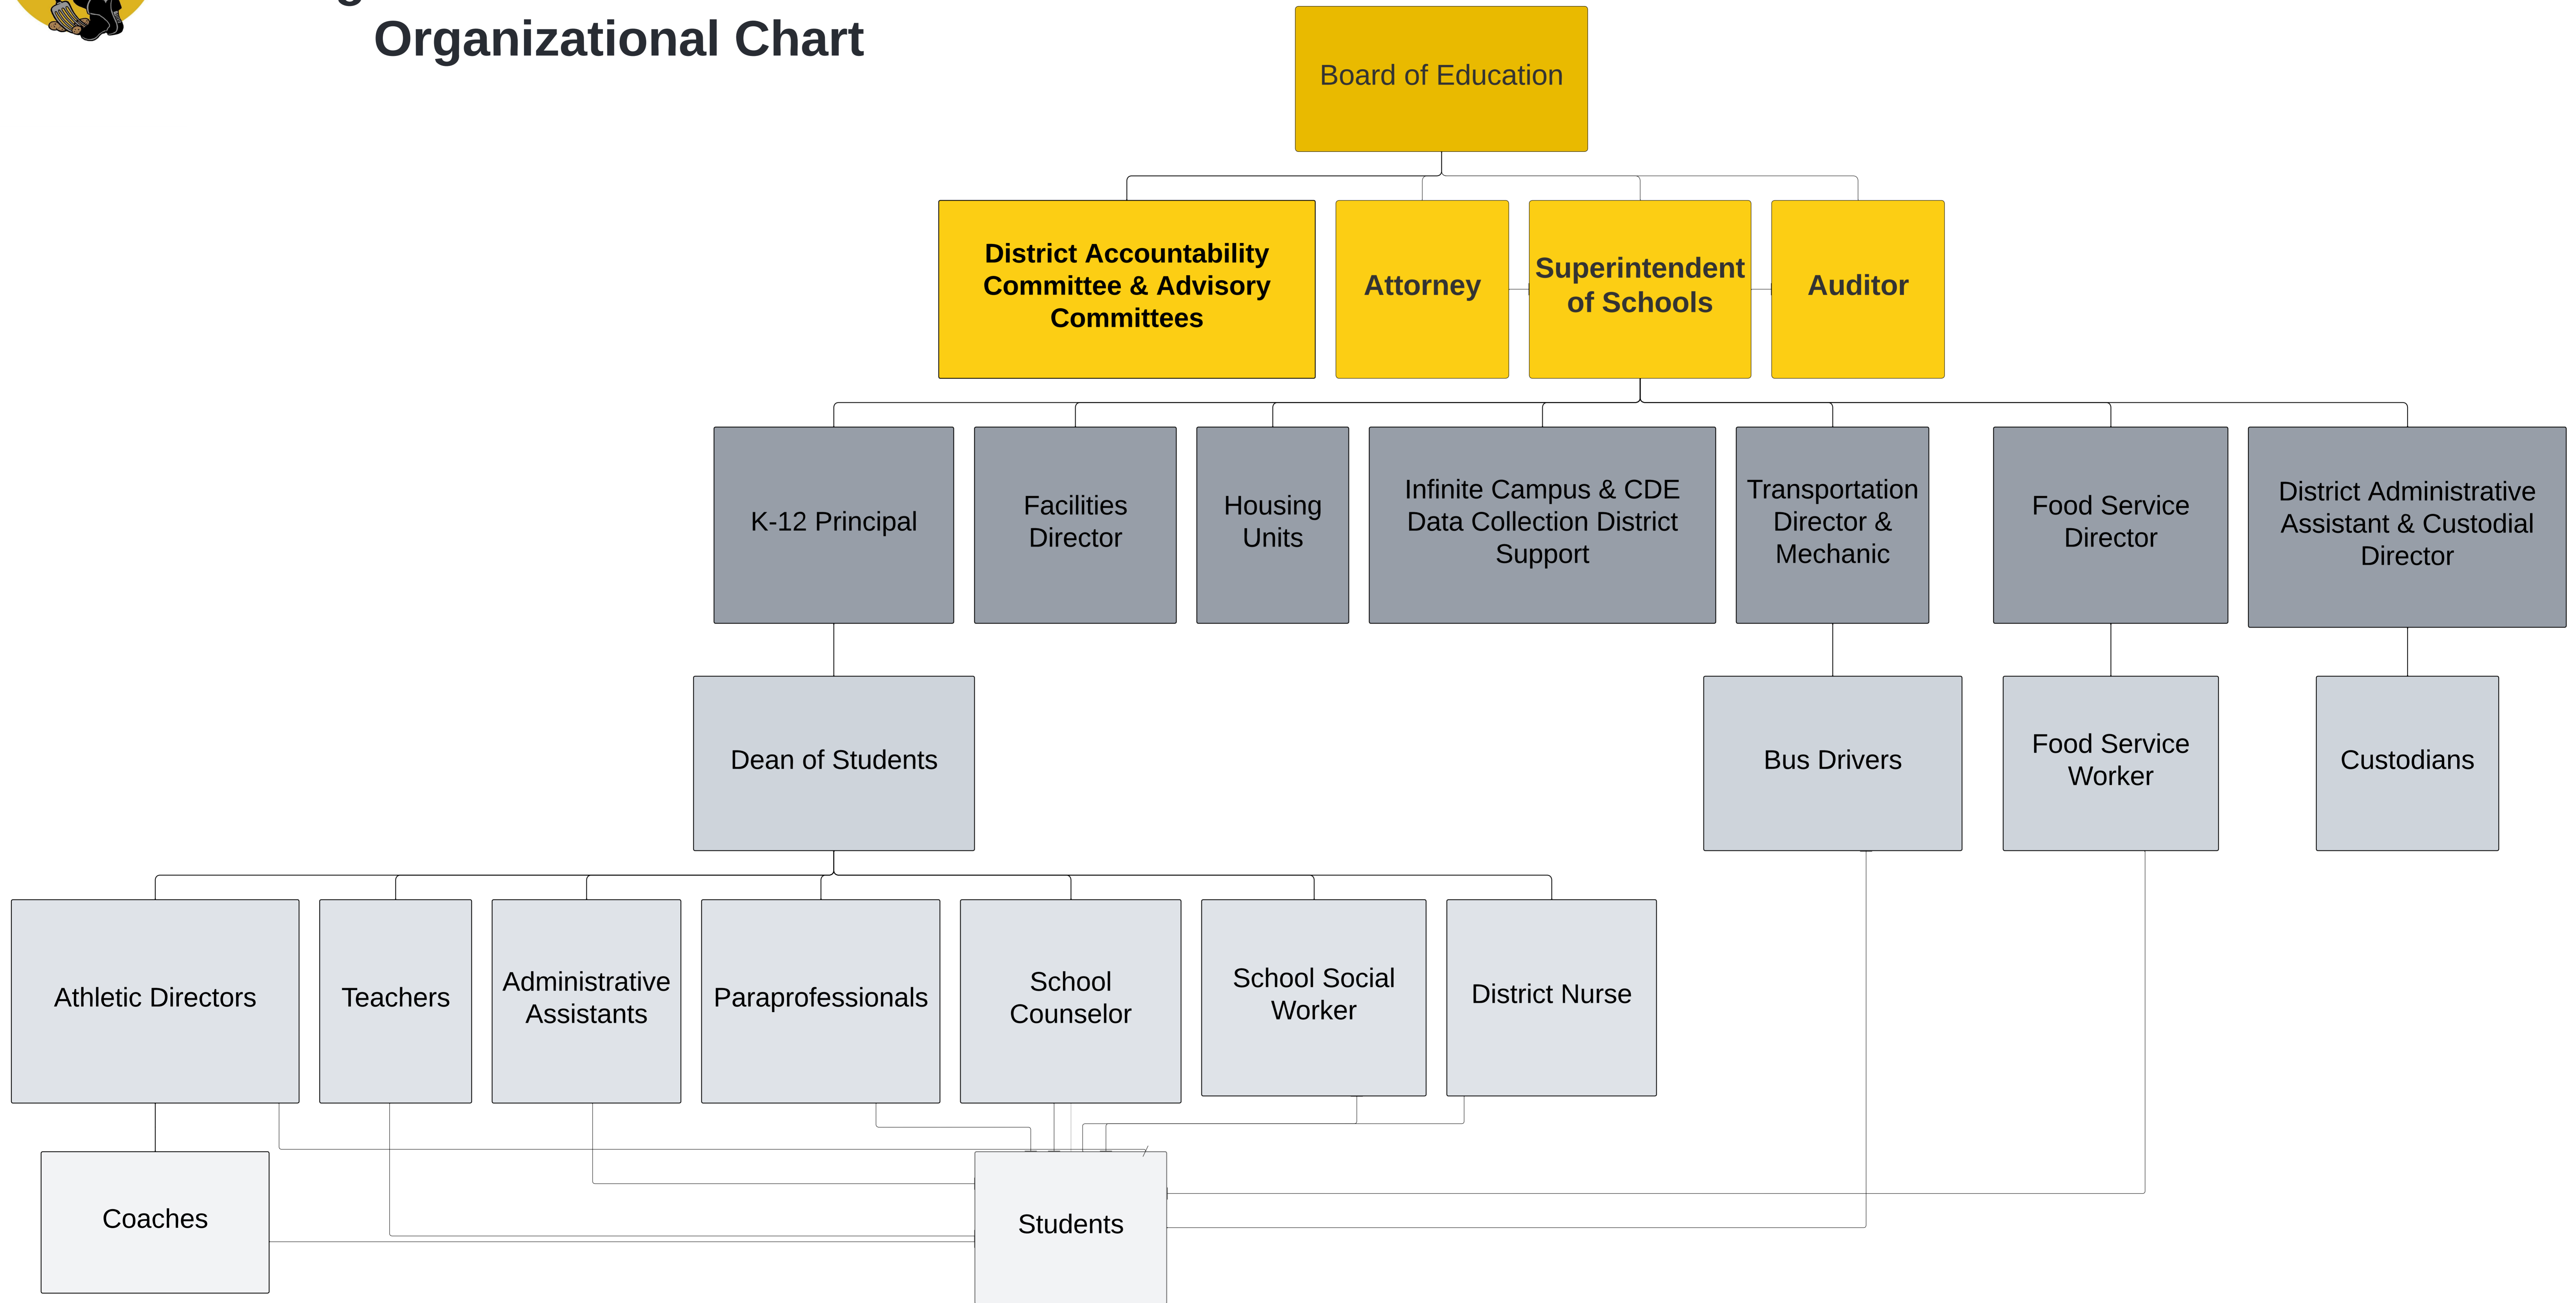 Organizational Chart
Board of Education
District Accountability
Committee & Advisory
Committees
Attorney
Superintendent
of Schools
Auditor
K-12 Principal
Facilities
Director
Housing
Units
Infinite Campus & CDE
Data Collection District
Support
Transportation
Director &
Mechanic
Food Service
Director
District Administrative
Assistant & Custodial
Director
Dean of Students
Bus Drivers
Food Service
Worker
Custodians
Athletic Directors
Teachers
Administrative
Assistants
Paraprofessionals
School
Counselor
School Social
Worker
District Nurse
Coaches
Students